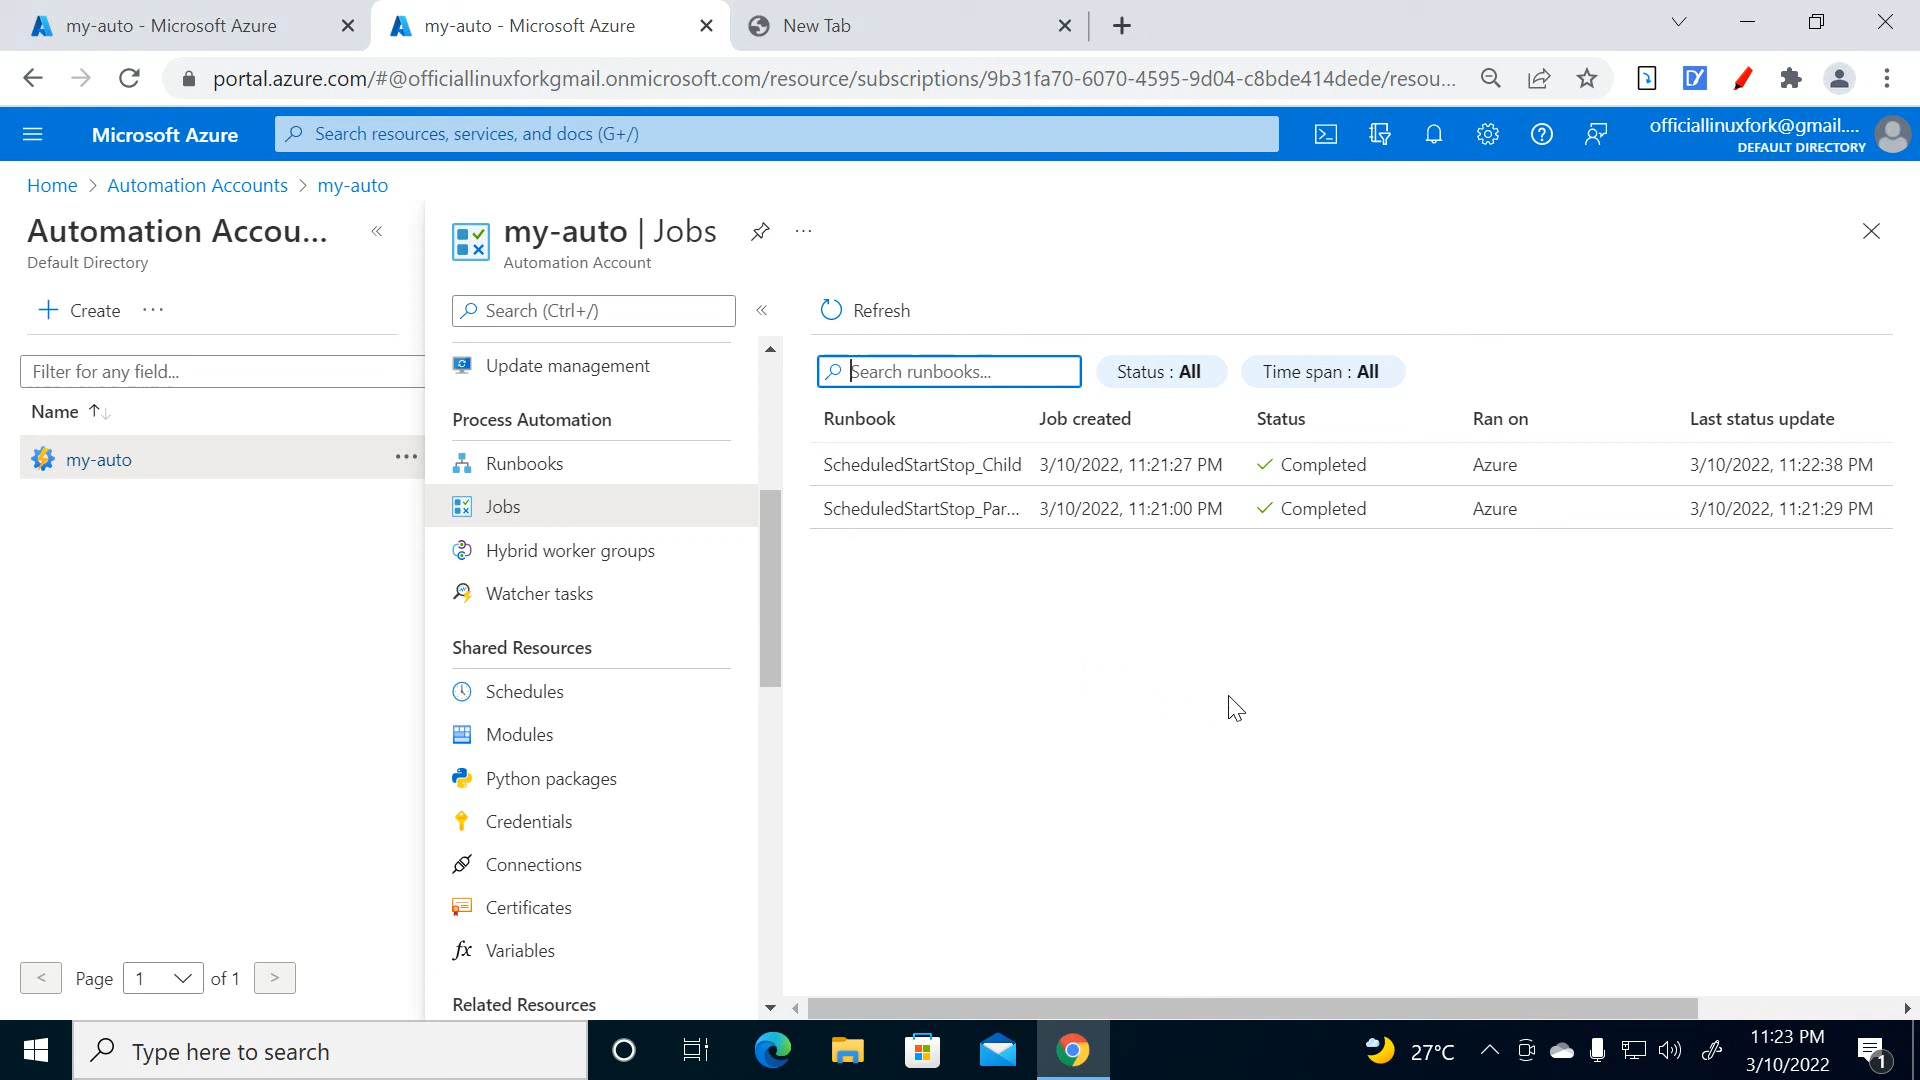 my-auto - Microsoft Azure
my-auto - Microsoft Azure
New Tab
portal.azure.com/#@officiallinuxforkgmail.onmicrosoft.com/resource/subscriptions/9b31fa70-6070-4595-9d04-c8bde414dede/resou...
Microsoft Azure
Search resources, services, and docs (G+/)
officiallinuxfork@gmail....
DEFAULT DIRECTORY
Home > Automation Accounts > my-auto
Automation Accou...
Default Directory
Create
Filter for any field...
Name
my-auto
Page 1 of 1
my-auto | Jobs
Automation Account
Search (Ctrl+/)
Update management
Process Automation
Runbooks
Jobs
Hybrid worker groups
Watcher tasks
Shared Resources
Schedules
Modules
Python packages
Credentials
Connections
Certificates
Variables
Related Resources
Refresh
Search runbooks...
Status : All
Time span : All
Runbook Job created Status Ran on Last status update
ScheduledStartStop_Child 3/10/2022, 11:21:27 PM Completed Azure 3/10/2022, 11:22:38 PM
ScheduledStartStop_Par... 3/10/2022, 11:21:00 PM Completed Azure 3/10/2022, 11:21:29 PM
Type here to search
27°C
11:23 PM
3/10/2022
1